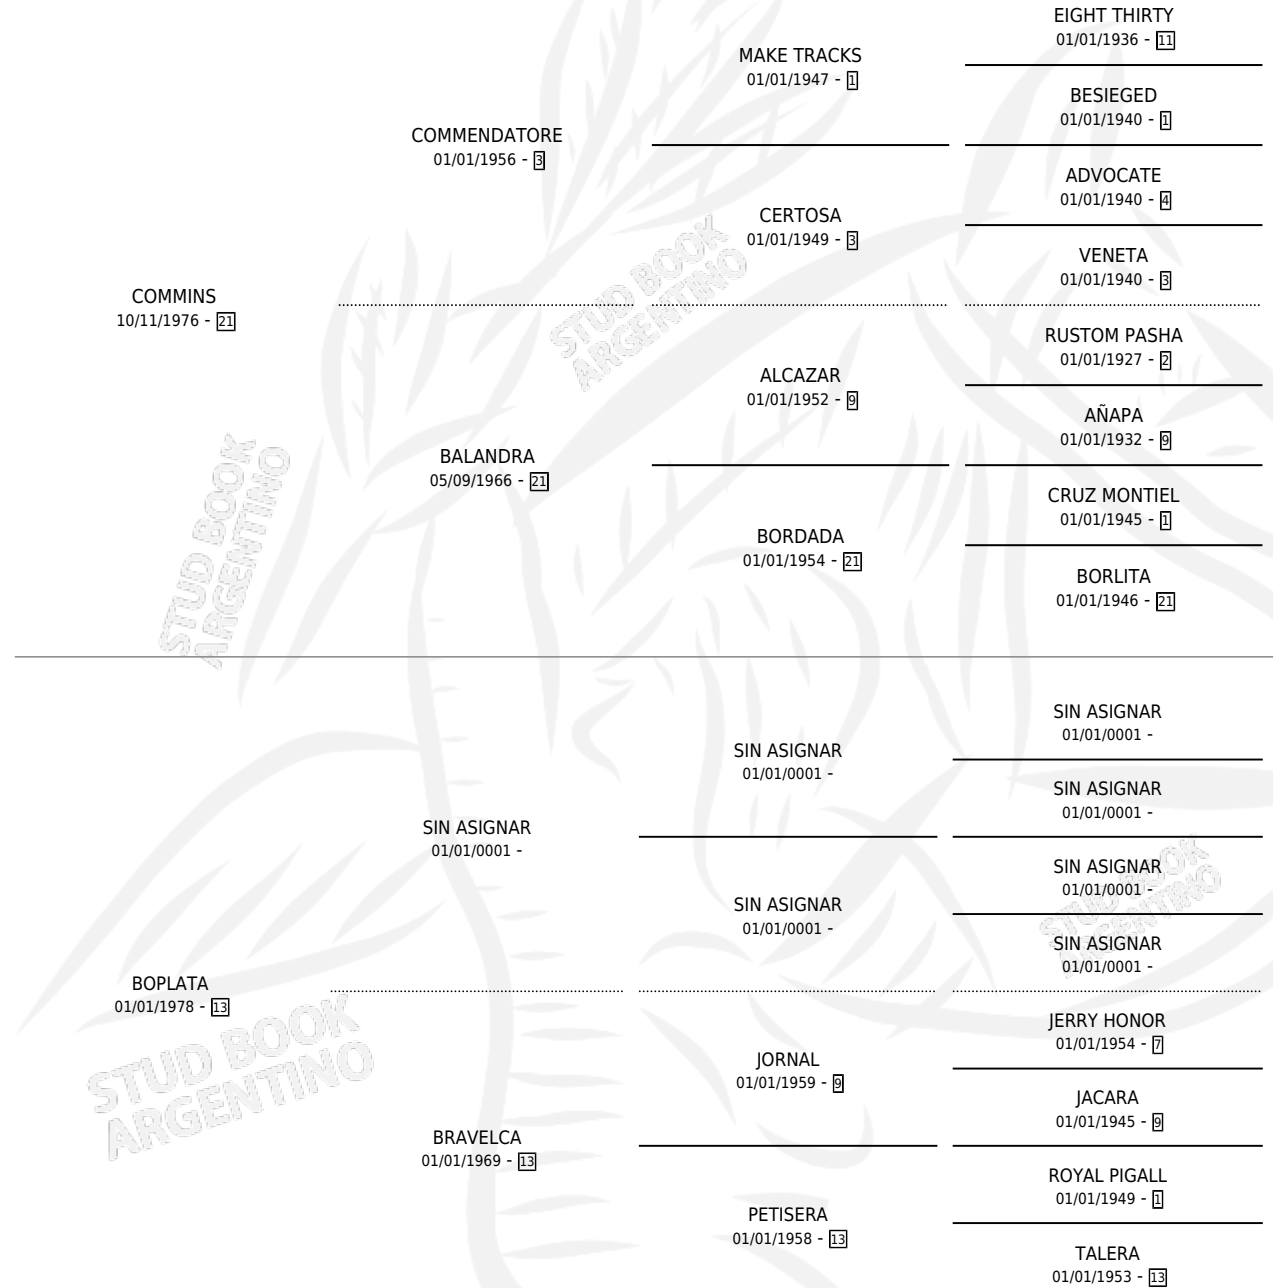 EIGHT THIRTY
01/01/1936 - 11
MAKE TRACKS
01/01/1947 - 1
BESIEGED
01/01/1940 - 1
COMMENDATORE
01/01/1956 - 3
ADVOCATE
01/01/1940 - 4
CERTOSA
01/01/1949 - 3
VENETA
01/01/1940 - 3
COMMINS
10/11/1976 - 21
STUD BOOK
ARGENTINO
RUSTOM PASHA
01/01/1927 - 2
ALCAZAR
01/01/1952 - 9
AÑAPA
01/01/1932 - 9
BALANDRA
05/09/1966 - 21
CRUZ MONTIEL
01/01/1945 - 1
BORDADA
01/01/1954 - 21
BORLITA
01/01/1946 - 21
STUD BOOK
ARGENTINO
SIN ASIGNAR
01/01/0001 -
SIN ASIGNAR
01/01/0001 -
SIN ASIGNAR
01/01/0001 -
SIN ASIGNAR
01/01/0001 -
SIN ASIGNAR
01/01/0001 -
SIN ASIGNAR
01/01/0001 -
SIN ASIGNAR
01/01/0001 -
STUD BOOK
ARGENTINO
BOPLATA
01/01/1978 - 13
STUD BOOK
ARGENTINO
JERRY HONOR
01/01/1954 - 7
JORNAL
01/01/1959 - 9
JACARA
01/01/1945 - 9
BRAVELCA
01/01/1969 - 13
ROYAL PIGALL
01/01/1949 - 1
PETISERA
01/01/1958 - 13
TALERA
01/01/1953 - 13